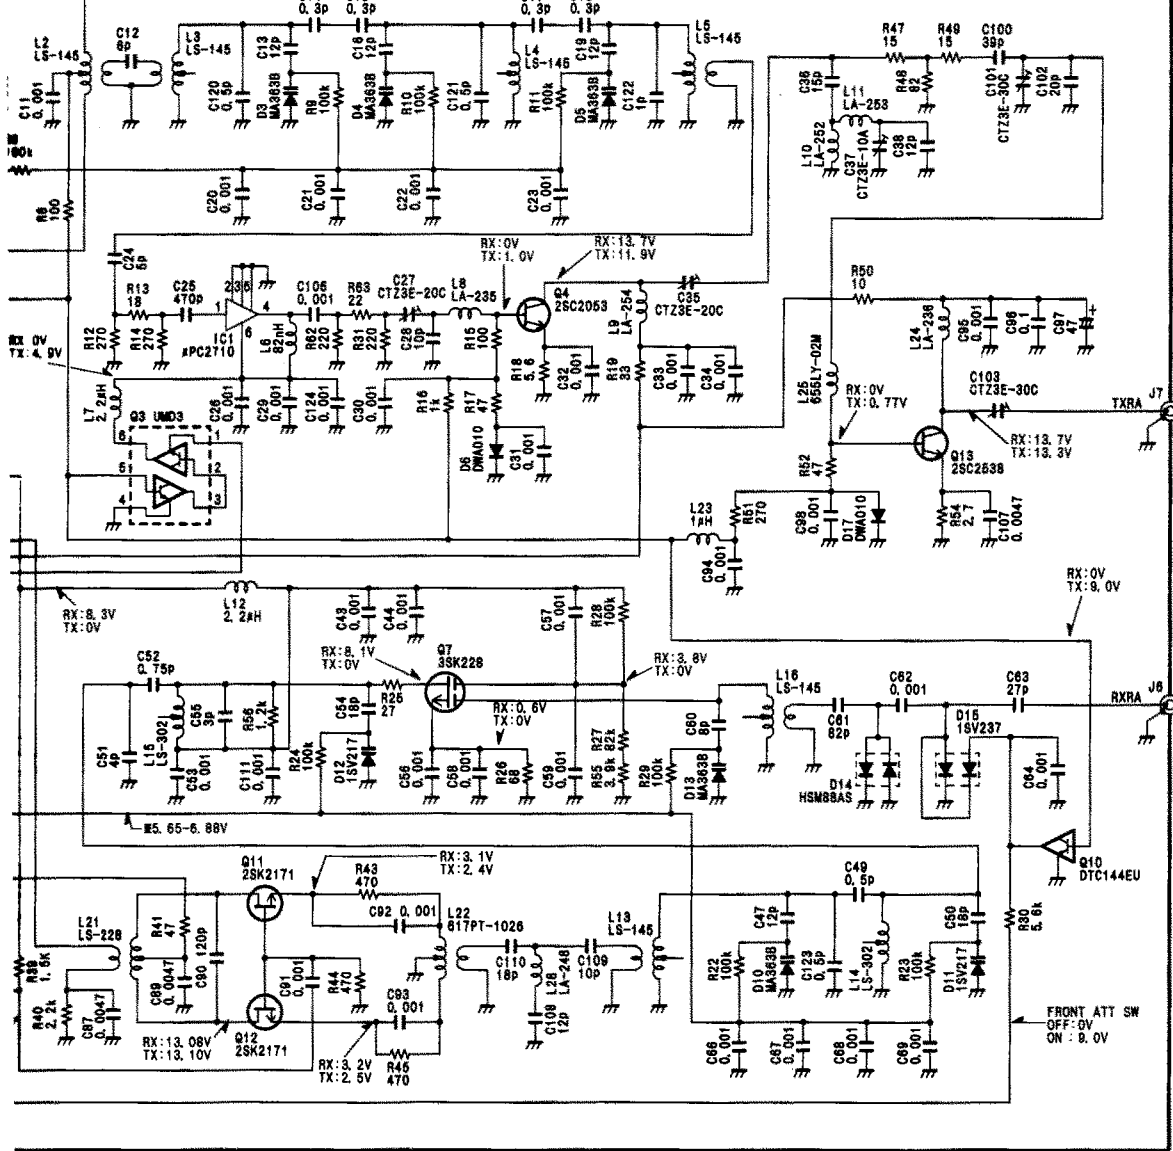 0.3p
0.3p
0.3p
0.3p
L2
LS-145
C12
6p
L3
LS-145
C13
12p
C16
12p
L4
LS-145
C19
12p
L5
LS-145
C11
0.001
C120
0.5p
D3
MA363B
R9
100k
D4
MA363B
R10
100k
C121
0.5p
R11
100k
D5
MA363B
C122
1p
C36
15p
R47
15
R48
82
R49
15
C100
39p
C101
CTZ3E-30C
C102
20p
L11
LA-253
L10
LA-252
C37
CTZ3E-10A
C38
12p
R8
100
C20
0.001
C21
0.001
C22
0.001
C23
0.001
C24
5p
RX:0V
TX:1.0V
RX:13.7V
TX:11.9V
R13
18
C25
470p
235
1
4
6
IC1
μPC2710
C106
0.001
R63
22
C27
CTZ3E-20C
L8
LA-235
Q4
2SC2053
C35
CTZ3E-20C
L9
LA-254
R50
10
R12
270
R14
270
L6
82nH
R62
220
R31
220
C28
10p
R15
100
R18
5.6
C32
0.001
R19
33
C33
0.001
C34
0.001
L24
LA-236
C95
0.001
C96
0.1
C97
47
RX 0V
TX:4.9V
L7
2.2μH
C26
0.001
C29
0.001
C124
0.001
C30
0.001
R16
1k
R17
47
D6
DWA010
C31
0.001
L25
655LY-02M
RX:0V
TX:0.77V
C103
CTZ3E-30C
TXRA
J7
RX:13.7V
TX:13.3V
Q13
2SC2538
Q3 UMD3
6
1
5
2
4
3
R52
47
L23
1μH
R51
270
C98
0.001
D17
DWA010
R54
2.7
C107
0.0047
C94
0.001
RX:0V
TX:9.0V
RX:8.3V
TX:0V
L12
2.2μH
C43
0.001
C44
0.001
C57
0.001
R28
100k
C52
0.75p
RX:8.1V
TX:0V
Q7
3SK228
RX:3.8V
TX:0V
RX:0.6V
TX:0V
L16
LS-145
C62
0.001
C63
27p
RXRA
J6
C51
4p
L15
LS-302
C55
3p
R56
1.2k
C54
18p
R25
27
C60
8p
C61
82p
D15
1SV237
C53
0.001
C111
0.001
R24
100k
D12
1SV217
C56
0.001
C58
0.001
R26
68
C59
0.001
R27
82k
R55
3.9k
R29
100k
D13
MA363B
D14
HSM88AS
C64
0.001
※5.65-6.88V
Q10
DTC144EU
Q11
2SK2171
RX:3.1V
TX:2.4V
R43
470
C92 0.001
L22
617PT-1026
C49
0.5p
L21
LS-228
R41
47
C90 120p
C110
18p
C109
10p
L28
LA-248
L13
LS-145
C47
12p
C50
18p
R30
5.6k
R39
1.5K
R40
2.2k
C87
0.0047
C89
0.0047
C91
0.001
R44
470
C93
0.001
C108
12p
R22
100k
D10
MA363B
C123
0.5p
L14
LS-302
R23
100k
D11
1SV217
RX:13.08V
TX:13.10V
Q12
2SK2171
RX:3.2V
TX:2.5V
R45
470
C66
0.001
C67
0.001
C68
0.001
C69
0.001
FRONT ATT SW
OFF:0V
ON :9.0V